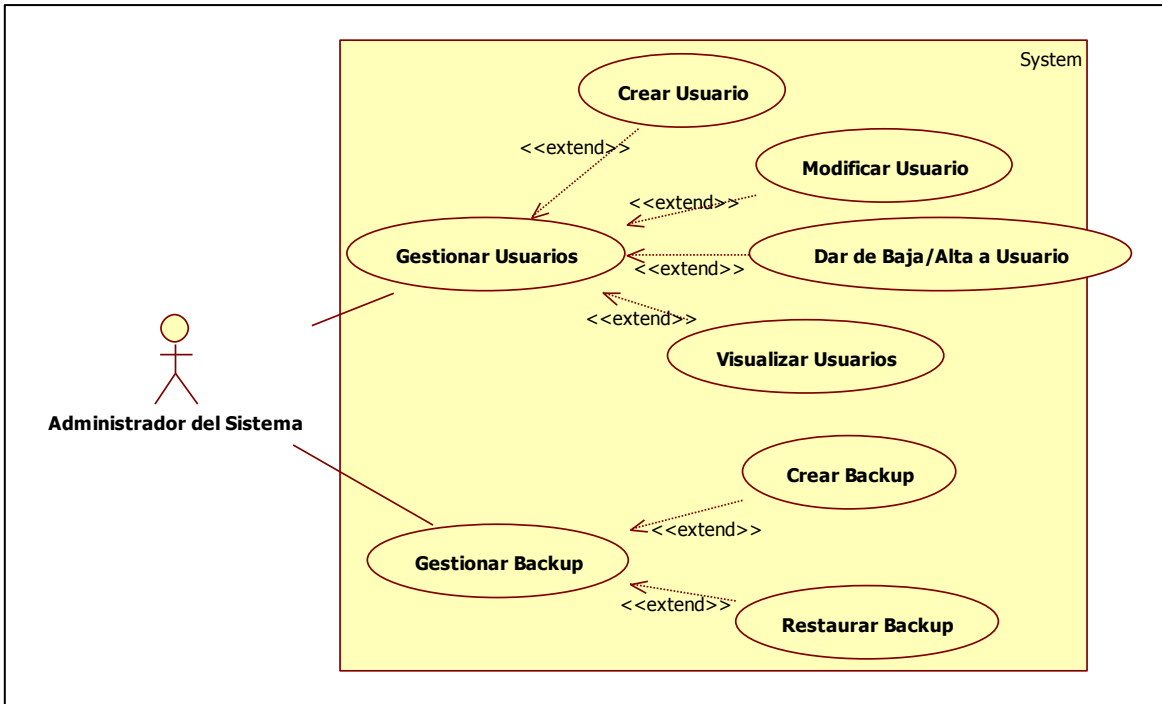 System
Crear Usuario
<<extend>>
Modificar Usuario
<<extend>>
Gestionar Usuarios
Dar de Baja/Alta a Usuario
<<extend>>
<<extend>>
Visualizar Usuarios
Administrador del Sistema
Crear Backup
<<extend>>
Gestionar Backup
<<extend>>
Restaurar Backup